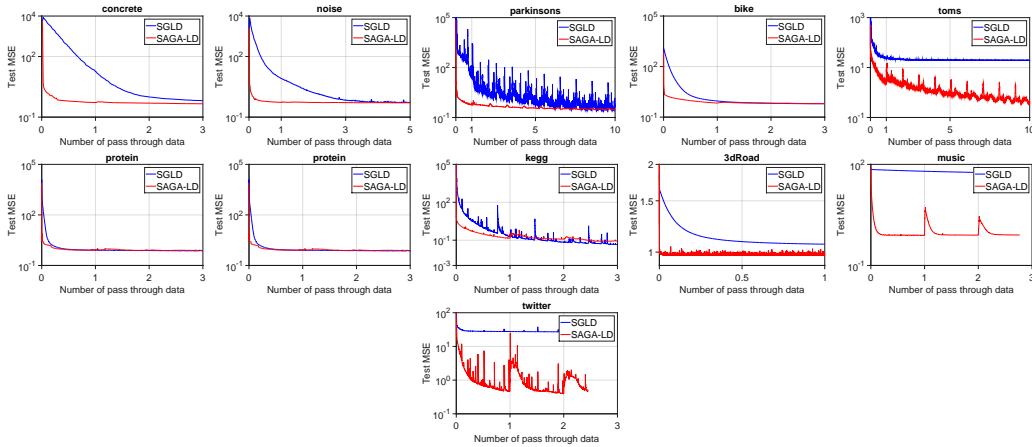 concrete
10^4
10^1
10^-1
0
1
2
3
Test MSE
Number of pass through data
SGLD
SAGA-LD
noise
10^4
10^1
10^-1
0
1
3
5
Test MSE
Number of pass through data
SGLD
SAGA-LD
parkinsons
10^5
10^2
10^-1
0
1
5
10
Test MSE
Number of pass through data
SGLD
SAGA-LD
bike
10^5
10^2
10^-1
0
1
3
Test MSE
Number of pass through data
SGLD
SAGA-LD
toms
10^3
10^1
10^-1
0
1
5
10
Test MSE
Number of pass through data
SGLD
SAGA-LD
protein
10^5
10^2
10^-1
0
1
2
3
Test MSE
Number of pass through data
SGLD
SAGA-LD
protein
10^5
10^2
10^-1
0
1
2
3
Test MSE
Number of pass through data
SGLD
SAGA-LD
kegg
10^5
10^2
10^-1
10^-3
0
1
2
3
Test MSE
Number of pass through data
SGLD
SAGA-LD
3dRoad
2
1.5
1
0
0.5
1
Test MSE
Number of pass through data
SGLD
SAGA-LD
music
10^2
10^1
0
1
2
3
Test MSE
Number of pass through data
SGLD
SAGA-LD
twitter
10^2
10^1
10^0
10^-1
0
1
2
3
Test MSE
Number of pass through data
SGLD
SAGA-LD